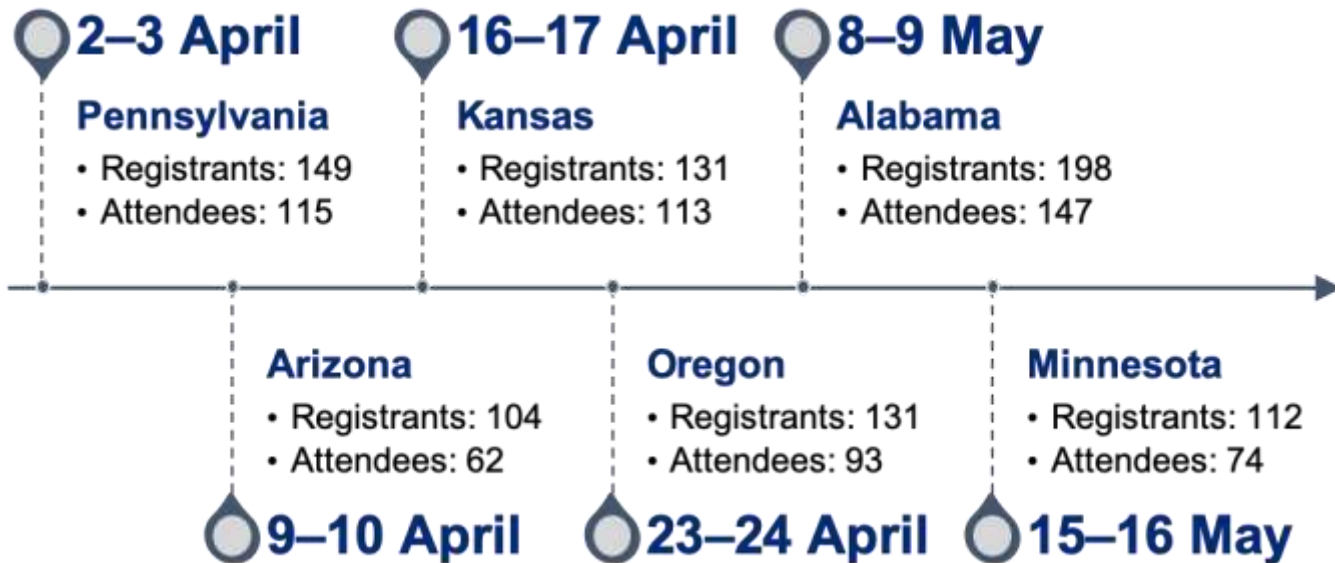 2–3 April
Pennsylvania
• Registrants: 149
• Attendees: 115
16–17 April
Kansas
• Registrants: 131
• Attendees: 113
8–9 May
Alabama
• Registrants: 198
• Attendees: 147
Arizona
• Registrants: 104
• Attendees: 62
9–10 April
Oregon
• Registrants: 131
• Attendees: 93
23–24 April
Minnesota
• Registrants: 112
• Attendees: 74
15–16 May